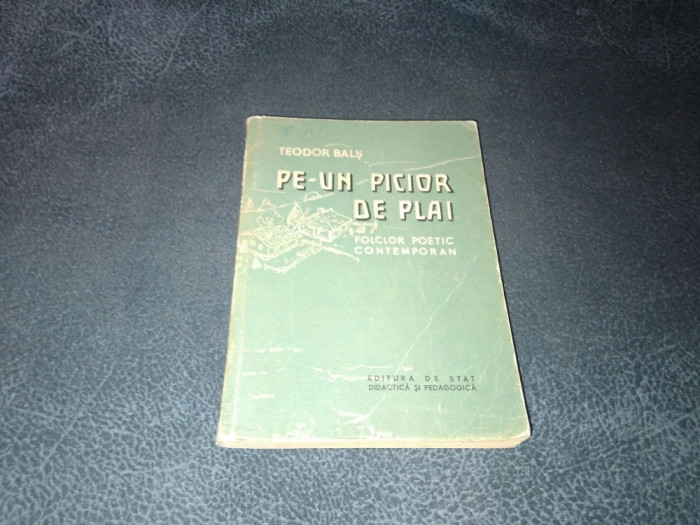 TEODOR BALȘ
PE-UN PICIOR
DE PLAI
FOLCLOR POETIC
CONTEMPORAN
EDITURA DE STAT
DIDACTICĂ ȘI PEDAGOGICĂ